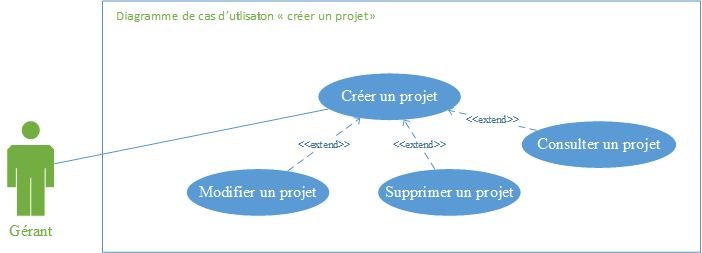 Diagramme de cas d'utlisaton « créer un projet »
Créer un projet
<<extend>>
Consulter un projet
<<extend>>
<<extend>>
Modifier un projet
Supprimer un projet
Gérant